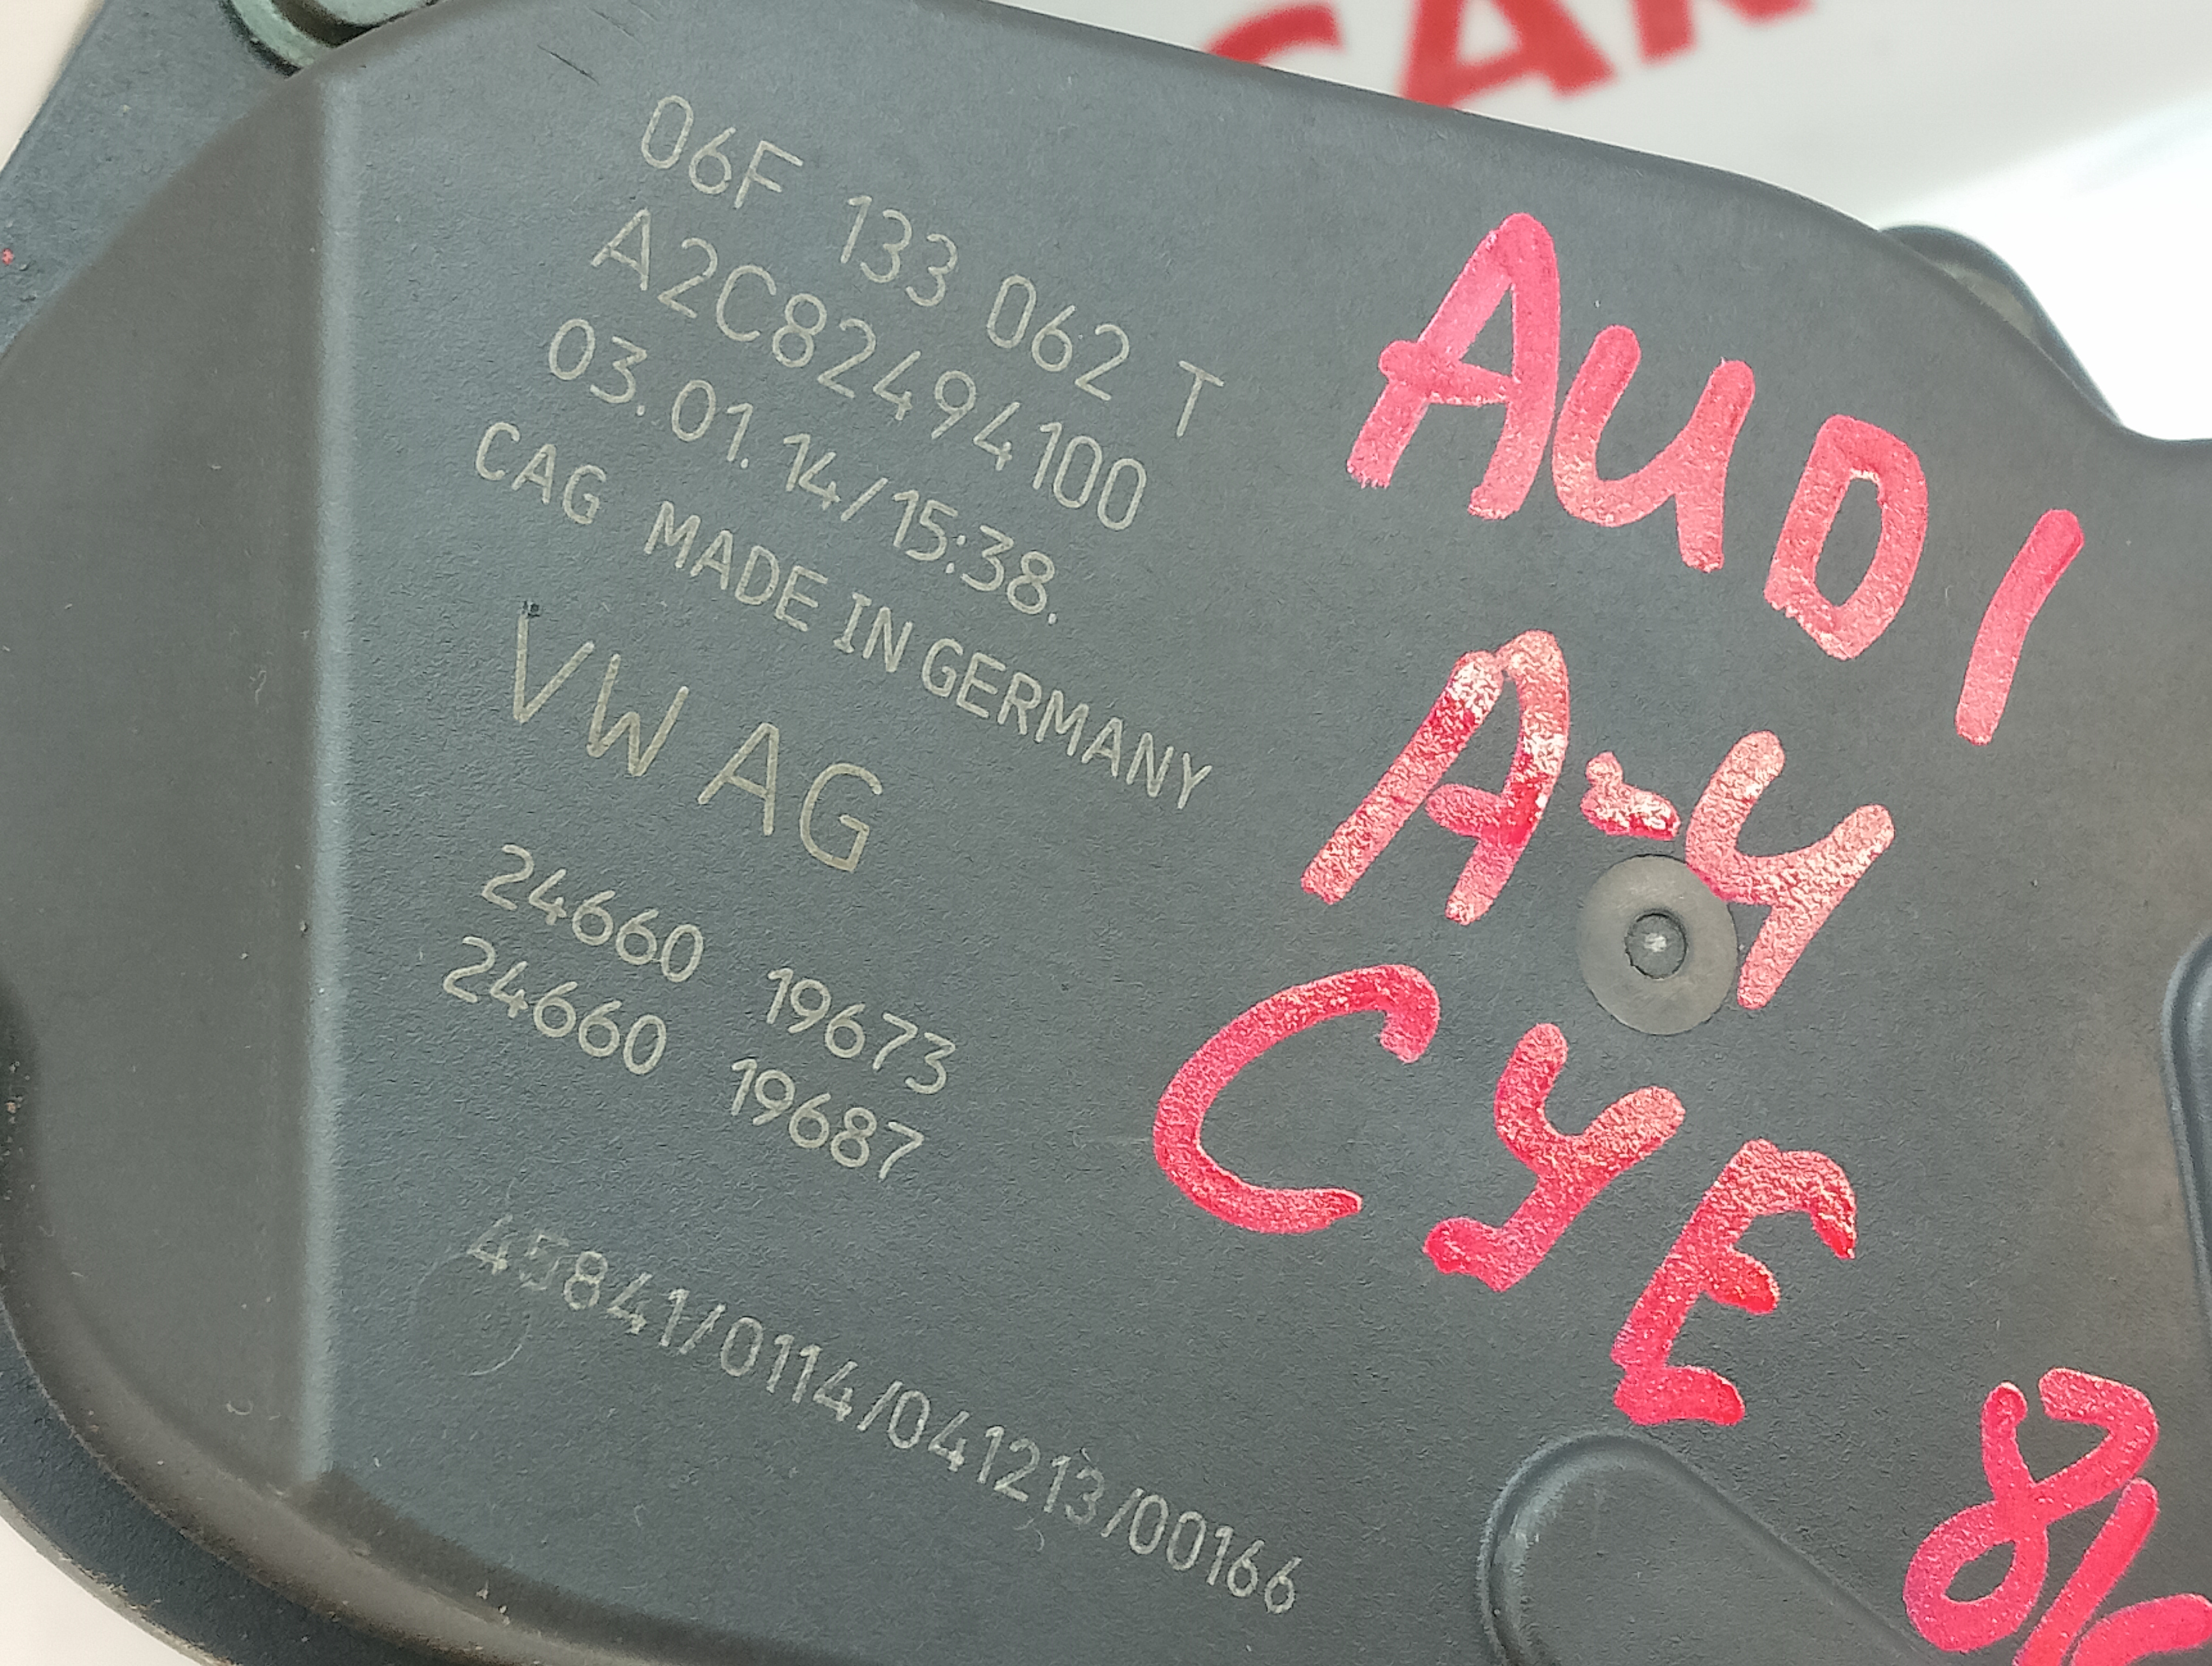 06F 133 062 T
A2C82494100
03.01.14/15:38.
CAG MADE IN GERMANY
VW AG
24660 19673
24660 19687
45841/0114/041213/00166
AUDI
A-4
CYE